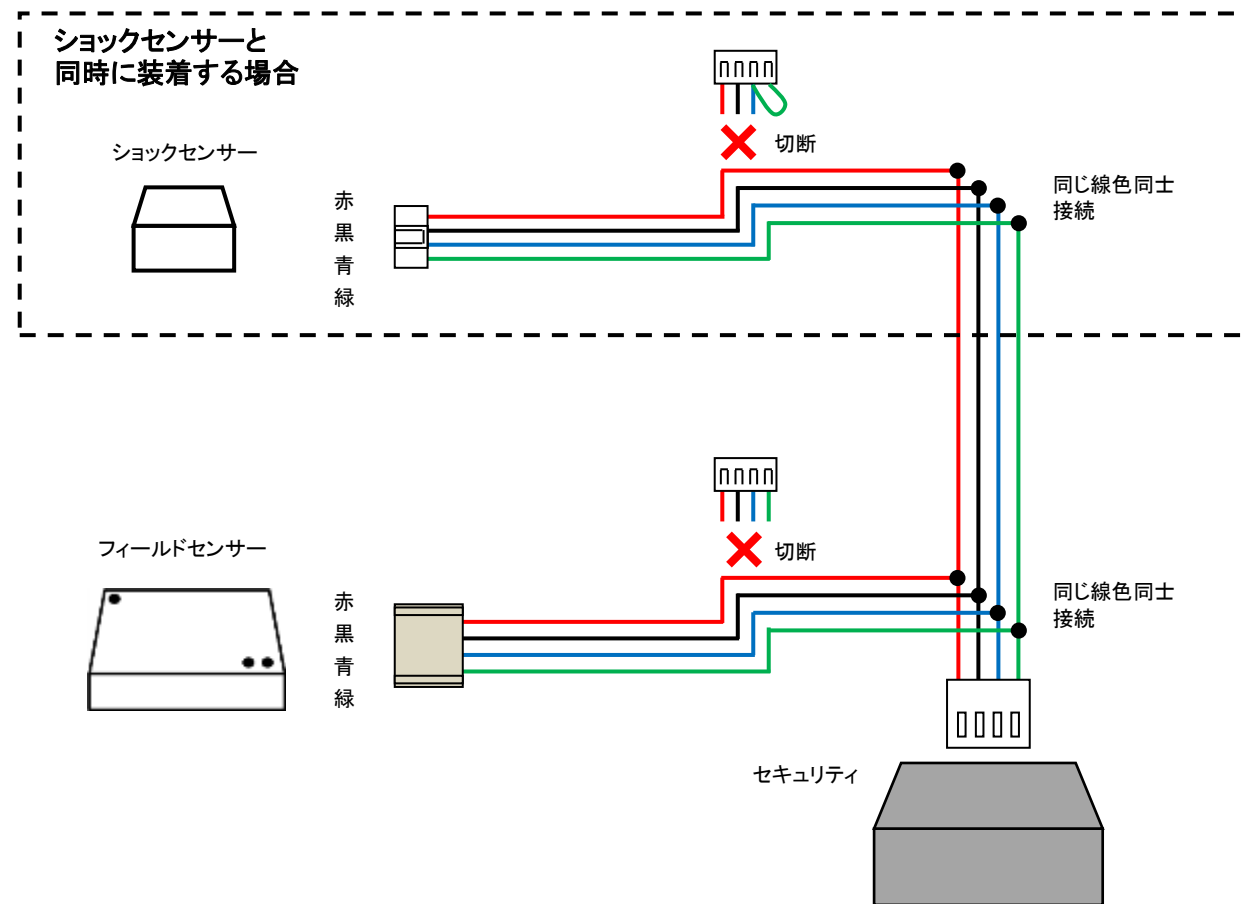 ショックセンサーと
同時に装着する場合
ショックセンサー
赤
黒
青
緑
切断
同じ線色同士
接続
フィールドセンサー
赤
黒
青
緑
切断
同じ線色同士
接続
セキュリティ